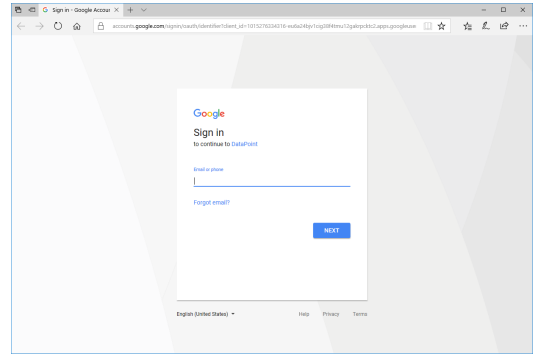 Sign in - Google Accour
accounts.google.com/signin/oauth/identifier?client_id=
Google
Sign in
to continue to DataPoint
Email or phone
Forgot email?
NEXT
English (United States)
Help Privacy Terms